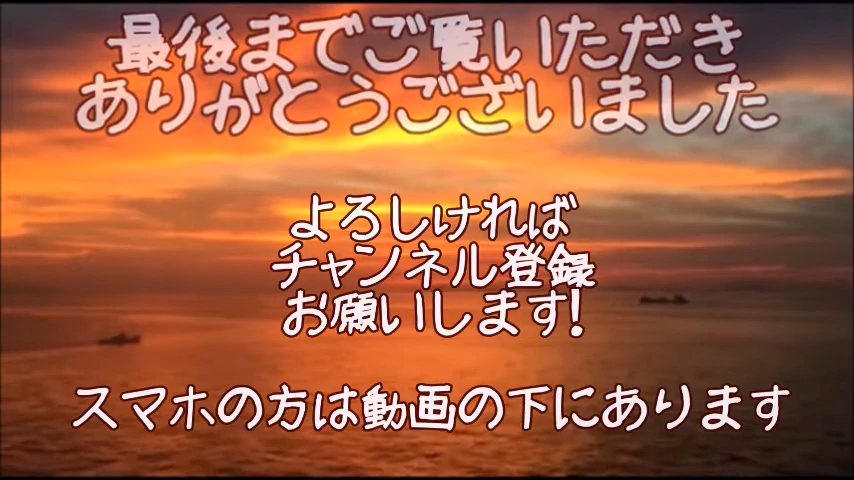 最後までご覧いただき
ありがとうございました
よろしければ
チャンネル登録
お願いします!
スマホの方は動画の下にあります